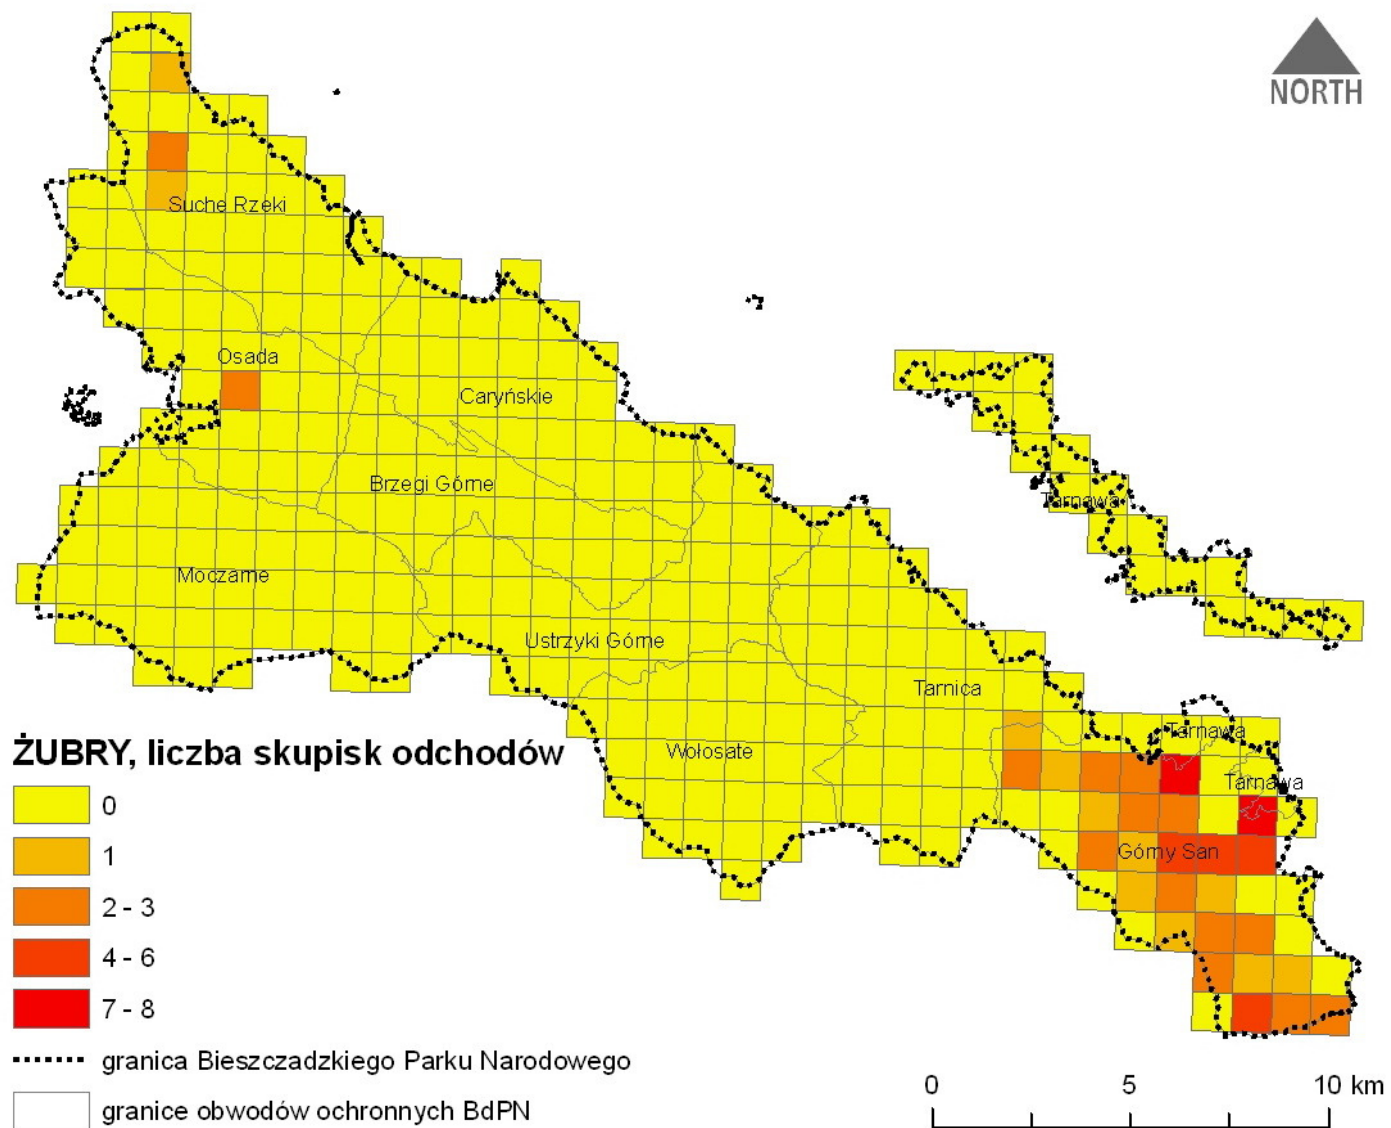 NORTH
Suche Rzeki
Osada
Caryńskie
Brzegi Górne
Tarnawa
Moczarne
Ustrzyki Górne
Tarnica
Tarnawa
Wołosate
Tarnawa
Górny San
ŻUBRY, liczba skupisk odchodów
0
1
2 - 3
4 - 6
7 - 8
granica Bieszczadzkiego Parku Narodowego
granice obwodów ochronnych BdPN
0 5 10 km